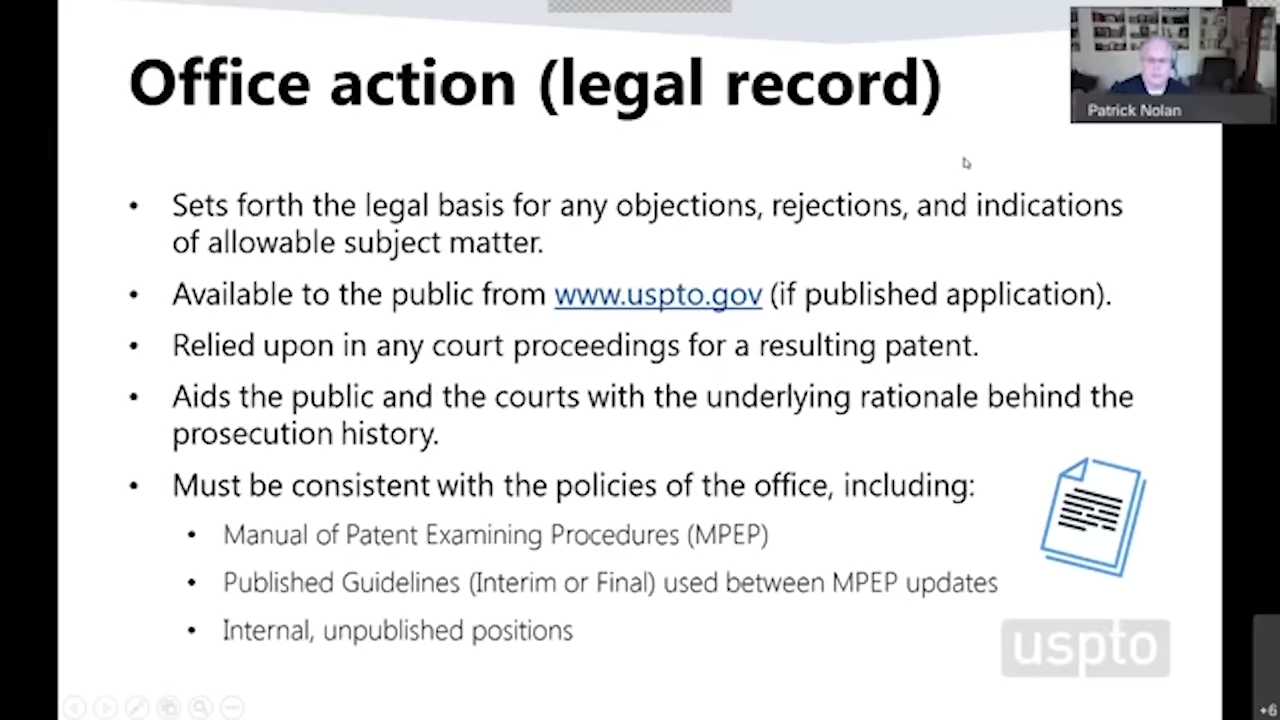 Office action (legal record)
Patrick Nolan
• Sets forth the legal basis for any objections, rejections, and indications
of allowable subject matter.
• Available to the public from www.uspto.gov (if published application).
• Relied upon in any court proceedings for a resulting patent.
• Aids the public and the courts with the underlying rationale behind the
prosecution history.
• Must be consistent with the policies of the office, including:
• Manual of Patent Examining Procedures (MPEP)
• Published Guidelines (Interim or Final) used between MPEP updates
• Internal, unpublished positions
uspto
+6